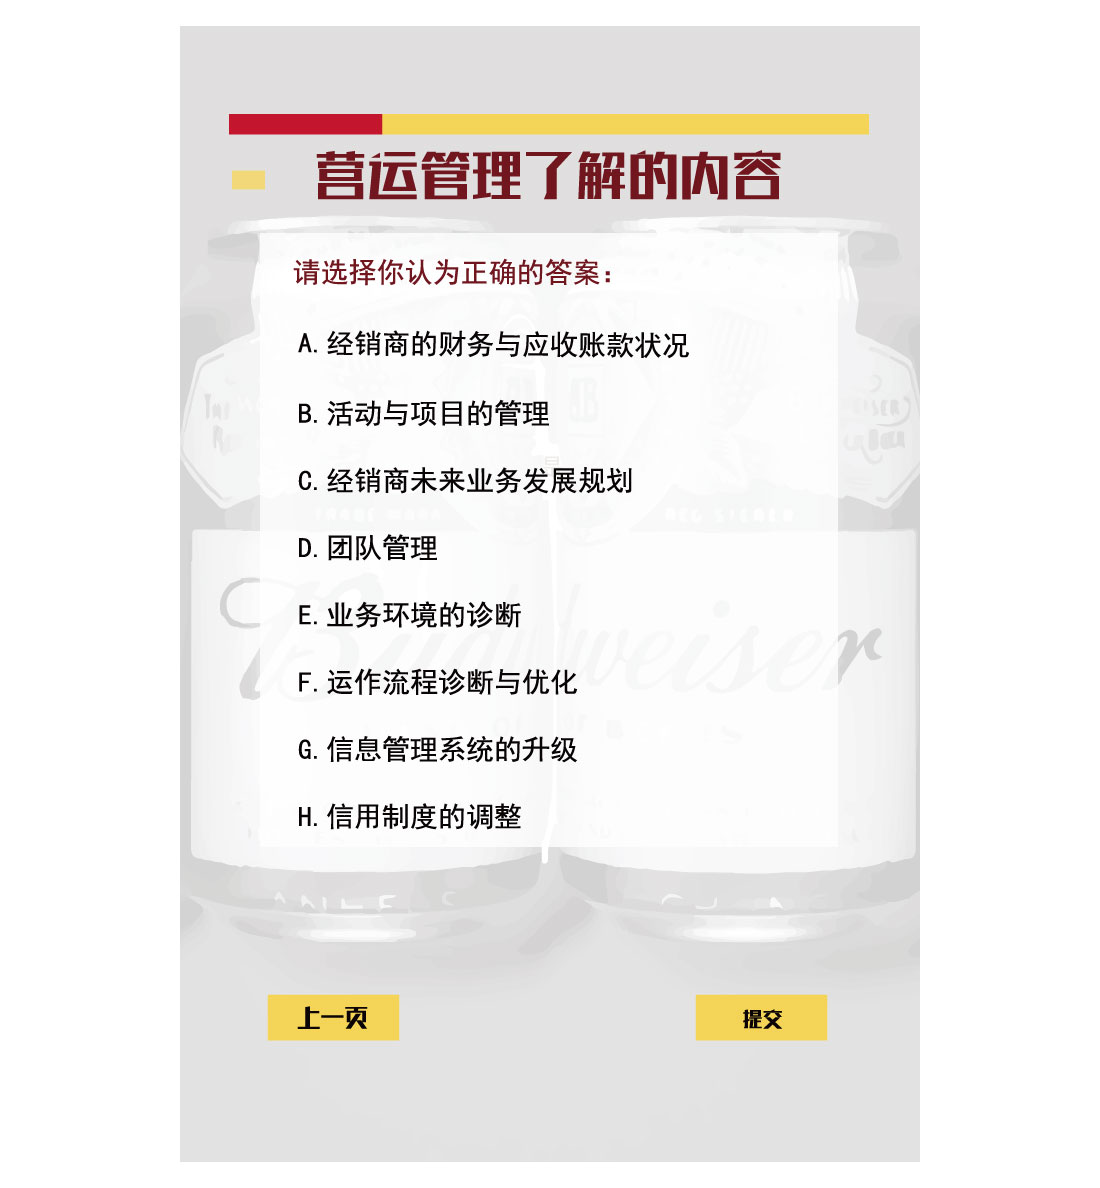 营运管理了解的内容
请选择你认为正确的答案：
A. 经销商的财务与应收账款状况
B. 活动与项目的管理
C. 经销商未来业务发展规划
D. 团队管理
E. 业务环境的诊断
F. 运作流程诊断与优化
Budweiser
G. 信息管理系统的升级
H. 信用制度的调整
上一页
提交